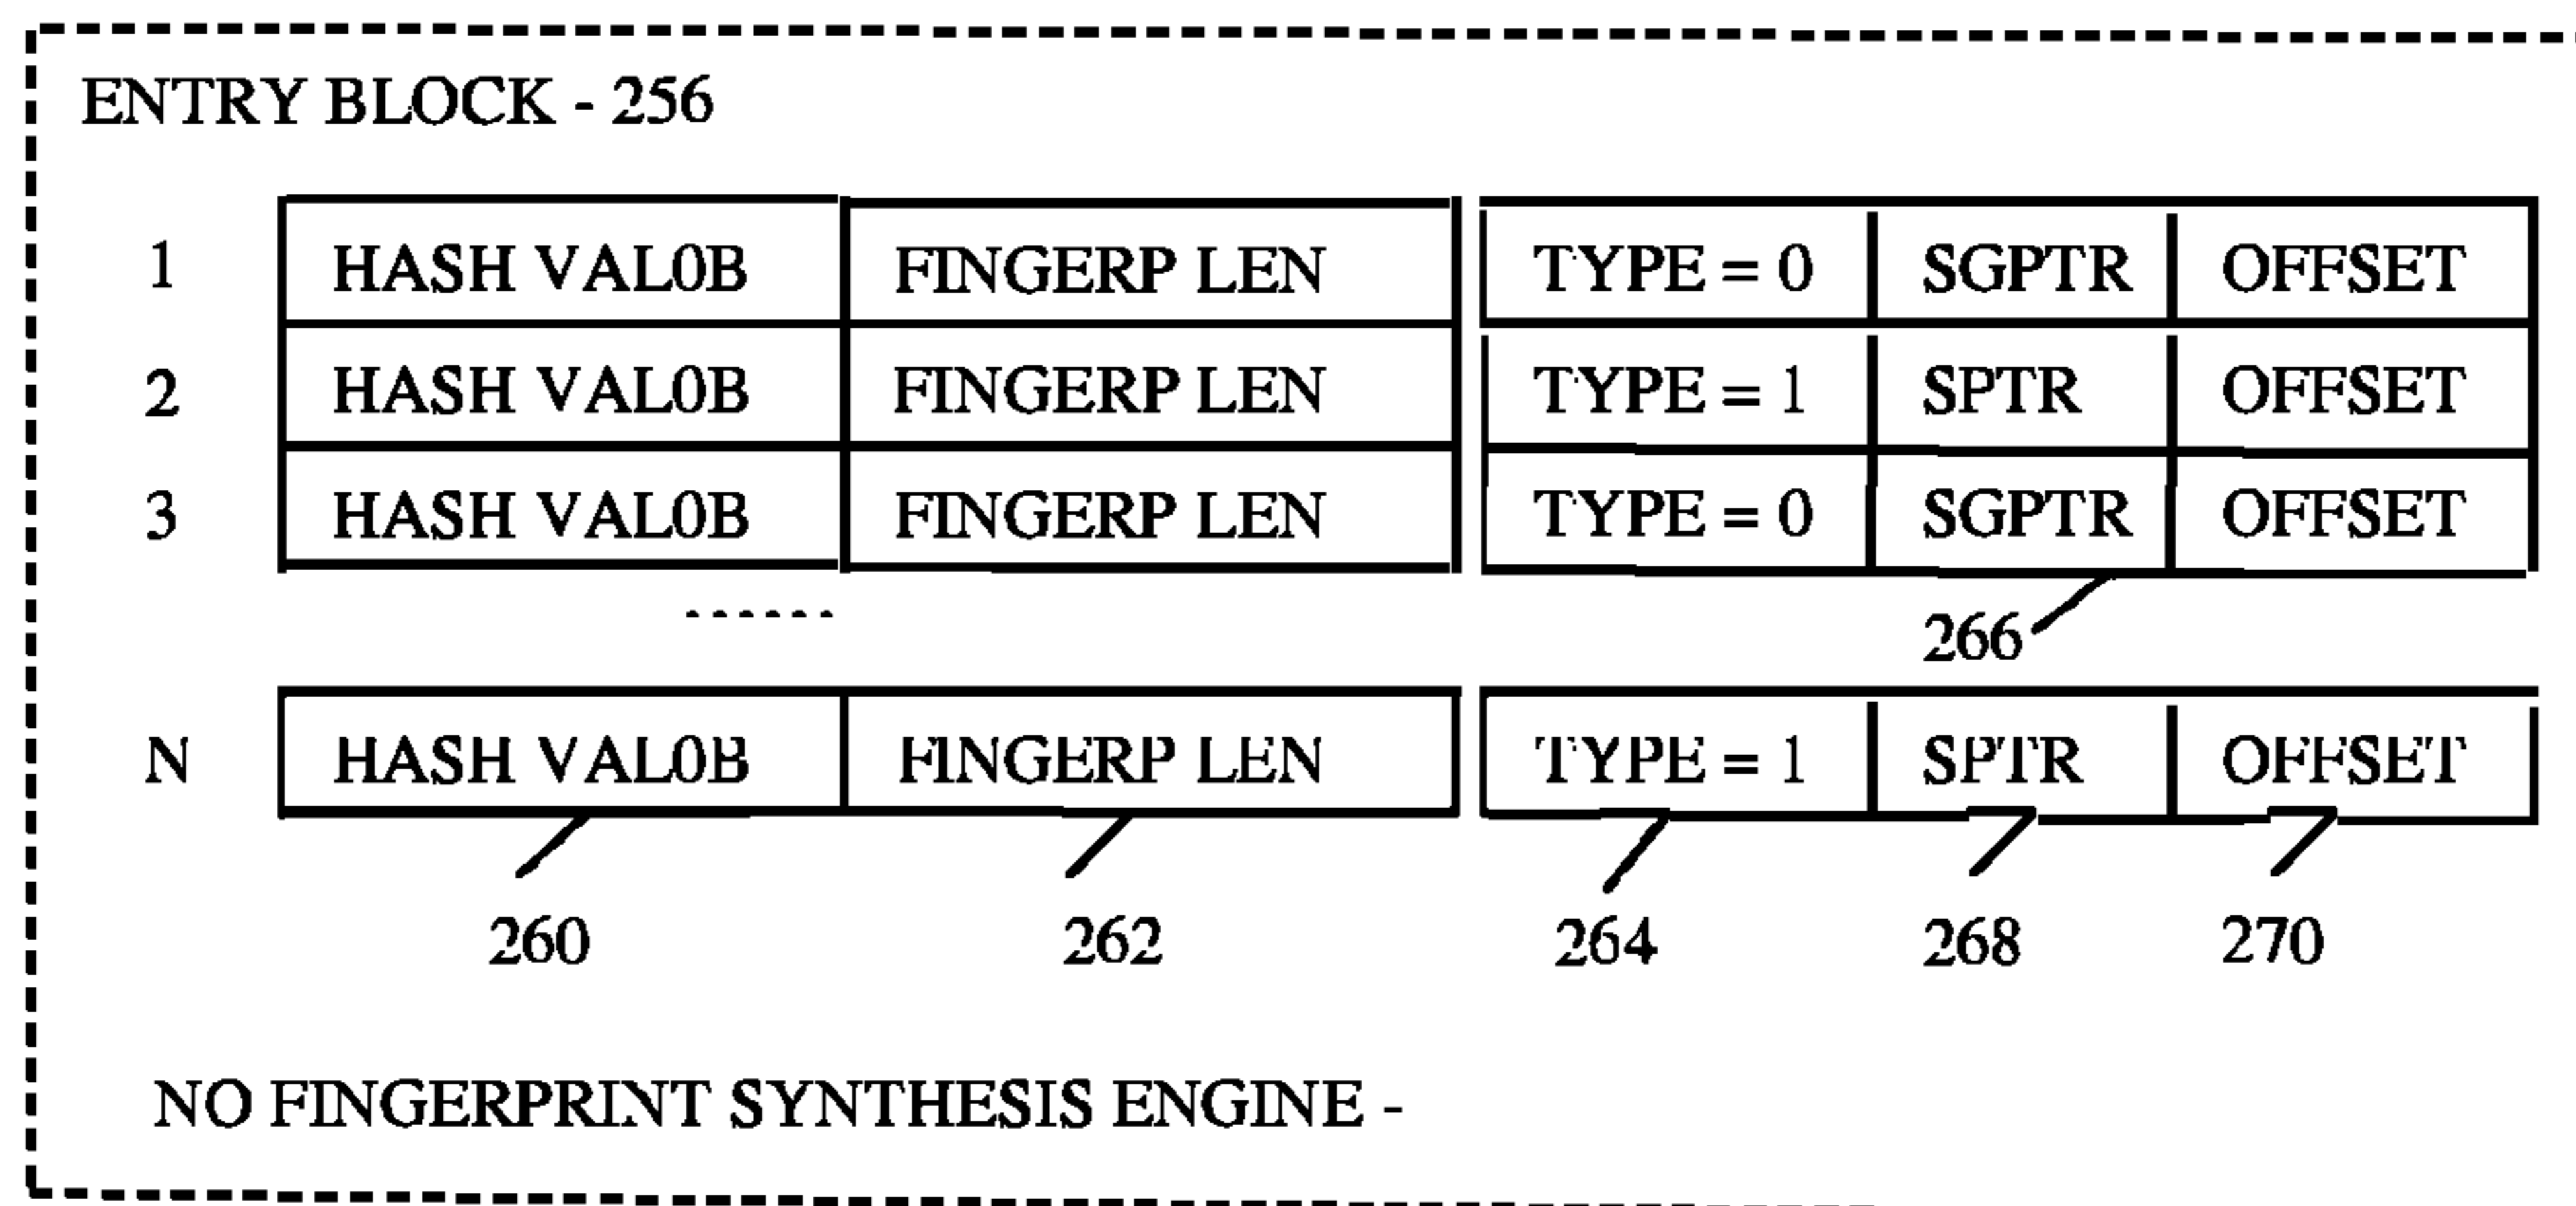 ENTRY BLOCK - 256
1 HASH VAL0B FINGERP LEN TYPE = 0 SGPTR OFFSET
2 HASH VAL0B FINGERP LEN TYPE = 1 SPTR OFFSET
3 HASH VAL0B FINGERP LEN TYPE = 0 SGPTR OFFSET
......
266
N HASH VAL0B FINGERP LEN TYPE = 1 SPTR OFFSET
260 262 264 268 270
NO FINGERPRINT SYNTHESIS ENGINE -